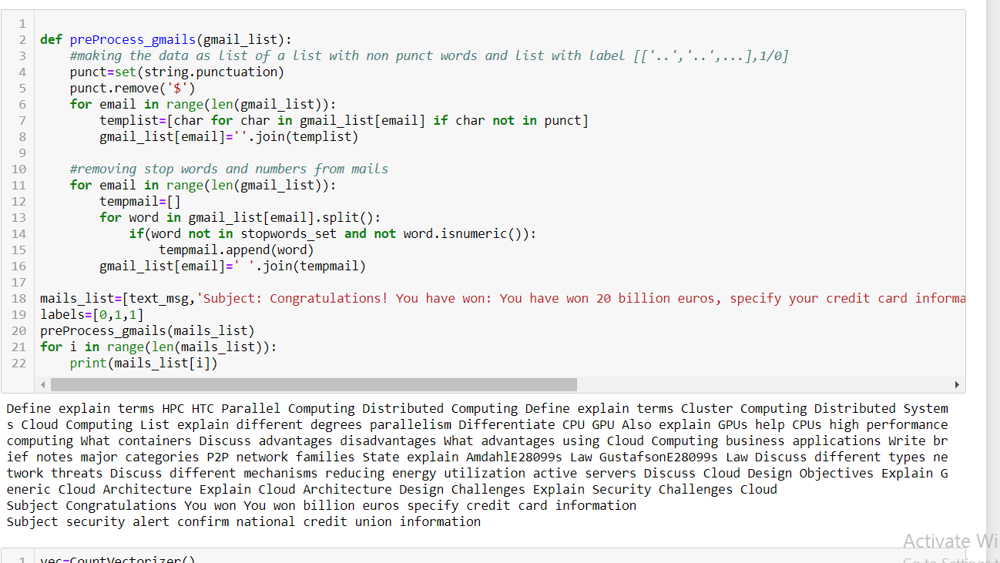 1
2 def preProcess_gmails(gmail_list):
3     #making the data as list of a list with non punct words and list with label [['..','..',...],1/0]
4     punct=set(string.punctuation)
5     punct.remove('$')
6     for email in range(len(gmail_list)):
7         templist=[char for char in gmail_list[email] if char not in punct]
8         gmail_list[email]=''.join(templist)
9
10     #removing stop words and numbers from mails
11     for email in range(len(gmail_list)):
12         tempmail=[]
13         for word in gmail_list[email].split():
14             if(word not in stopwords_set and not word.isnumeric()):
15                 tempmail.append(word)
16         gmail_list[email]=' '.join(tempmail)
17
18 mails_list=[text_msg,'Subject: Congratulations! You have won: You have won 20 billion euros, specify your credit card informa
19 labels=[0,1,1]
20 preProcess_gmails(mails_list)
21 for i in range(len(mails_list)):
22     print(mails_list[i])
Define explain terms HPC HTC Parallel Computing Distributed Computing Define explain terms Cluster Computing Distributed System
s Cloud Computing List explain different degrees parallelism Differentiate CPU GPU Also explain GPUs help CPUs high performance
computing What containers Discuss advantages disadvantages What advantages using Cloud Computing business applications Write br
ief notes major categories P2P network families State explain AmdahlE28099s Law GustafsonE28099s Law Discuss different types ne
twork threats Discuss different mechanisms reducing energy utilization active servers Discuss Cloud Design Objectives Explain G
eneric Cloud Architecture Explain Cloud Architecture Design Challenges Explain Security Challenges Cloud
Subject Congratulations You won You won billion euros specify credit card information
Subject security alert confirm national credit union information
Activate Wi
1 vec=CountVectorizer()
Go to Settings t